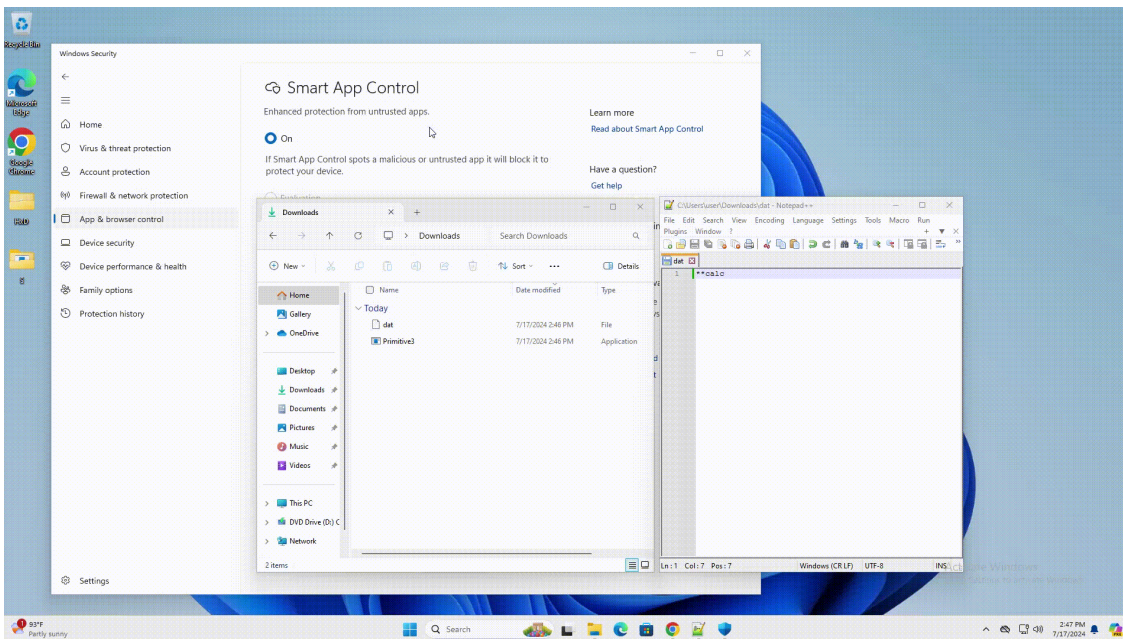 Recycle Bin
Microsoft
Edge
Google
Chrome
Windows Security
Home
Virus & threat protection
Account protection
Firewall & network protection
App & browser control
Device security
Device performance & health
Family options
Protection history
Settings
Smart App Control
Enhanced protection from untrusted apps.
On
If Smart App Control spots a malicious or untrusted app it will block it to
protect your device.
Evaluation
Learn more
Read about Smart App Control
Have a question?
Get help
Downloads
Downloads
Search Downloads
New
Sort
Details
Home
Gallery
OneDrive
Desktop
Downloads
Documents
Pictures
Music
Videos
This PC
DVD Drive (D:) C
Network
Name
Date modified
Type
Today
dat
7/17/2024 2:46 PM
File
Primitive3
7/17/2024 2:46 PM
Application
2 items
C:\Users\user\Downloads\dat - Notepad++
File Edit Search View Encoding Language Settings Tools Macro Run
Plugins Window ?
dat
1 **calc
Ln: 1 Col: 7 Pos: 7
Windows (CR LF)
UTF-8
INS
93°F
Partly sunny
Search
2:47 PM
7/17/2024